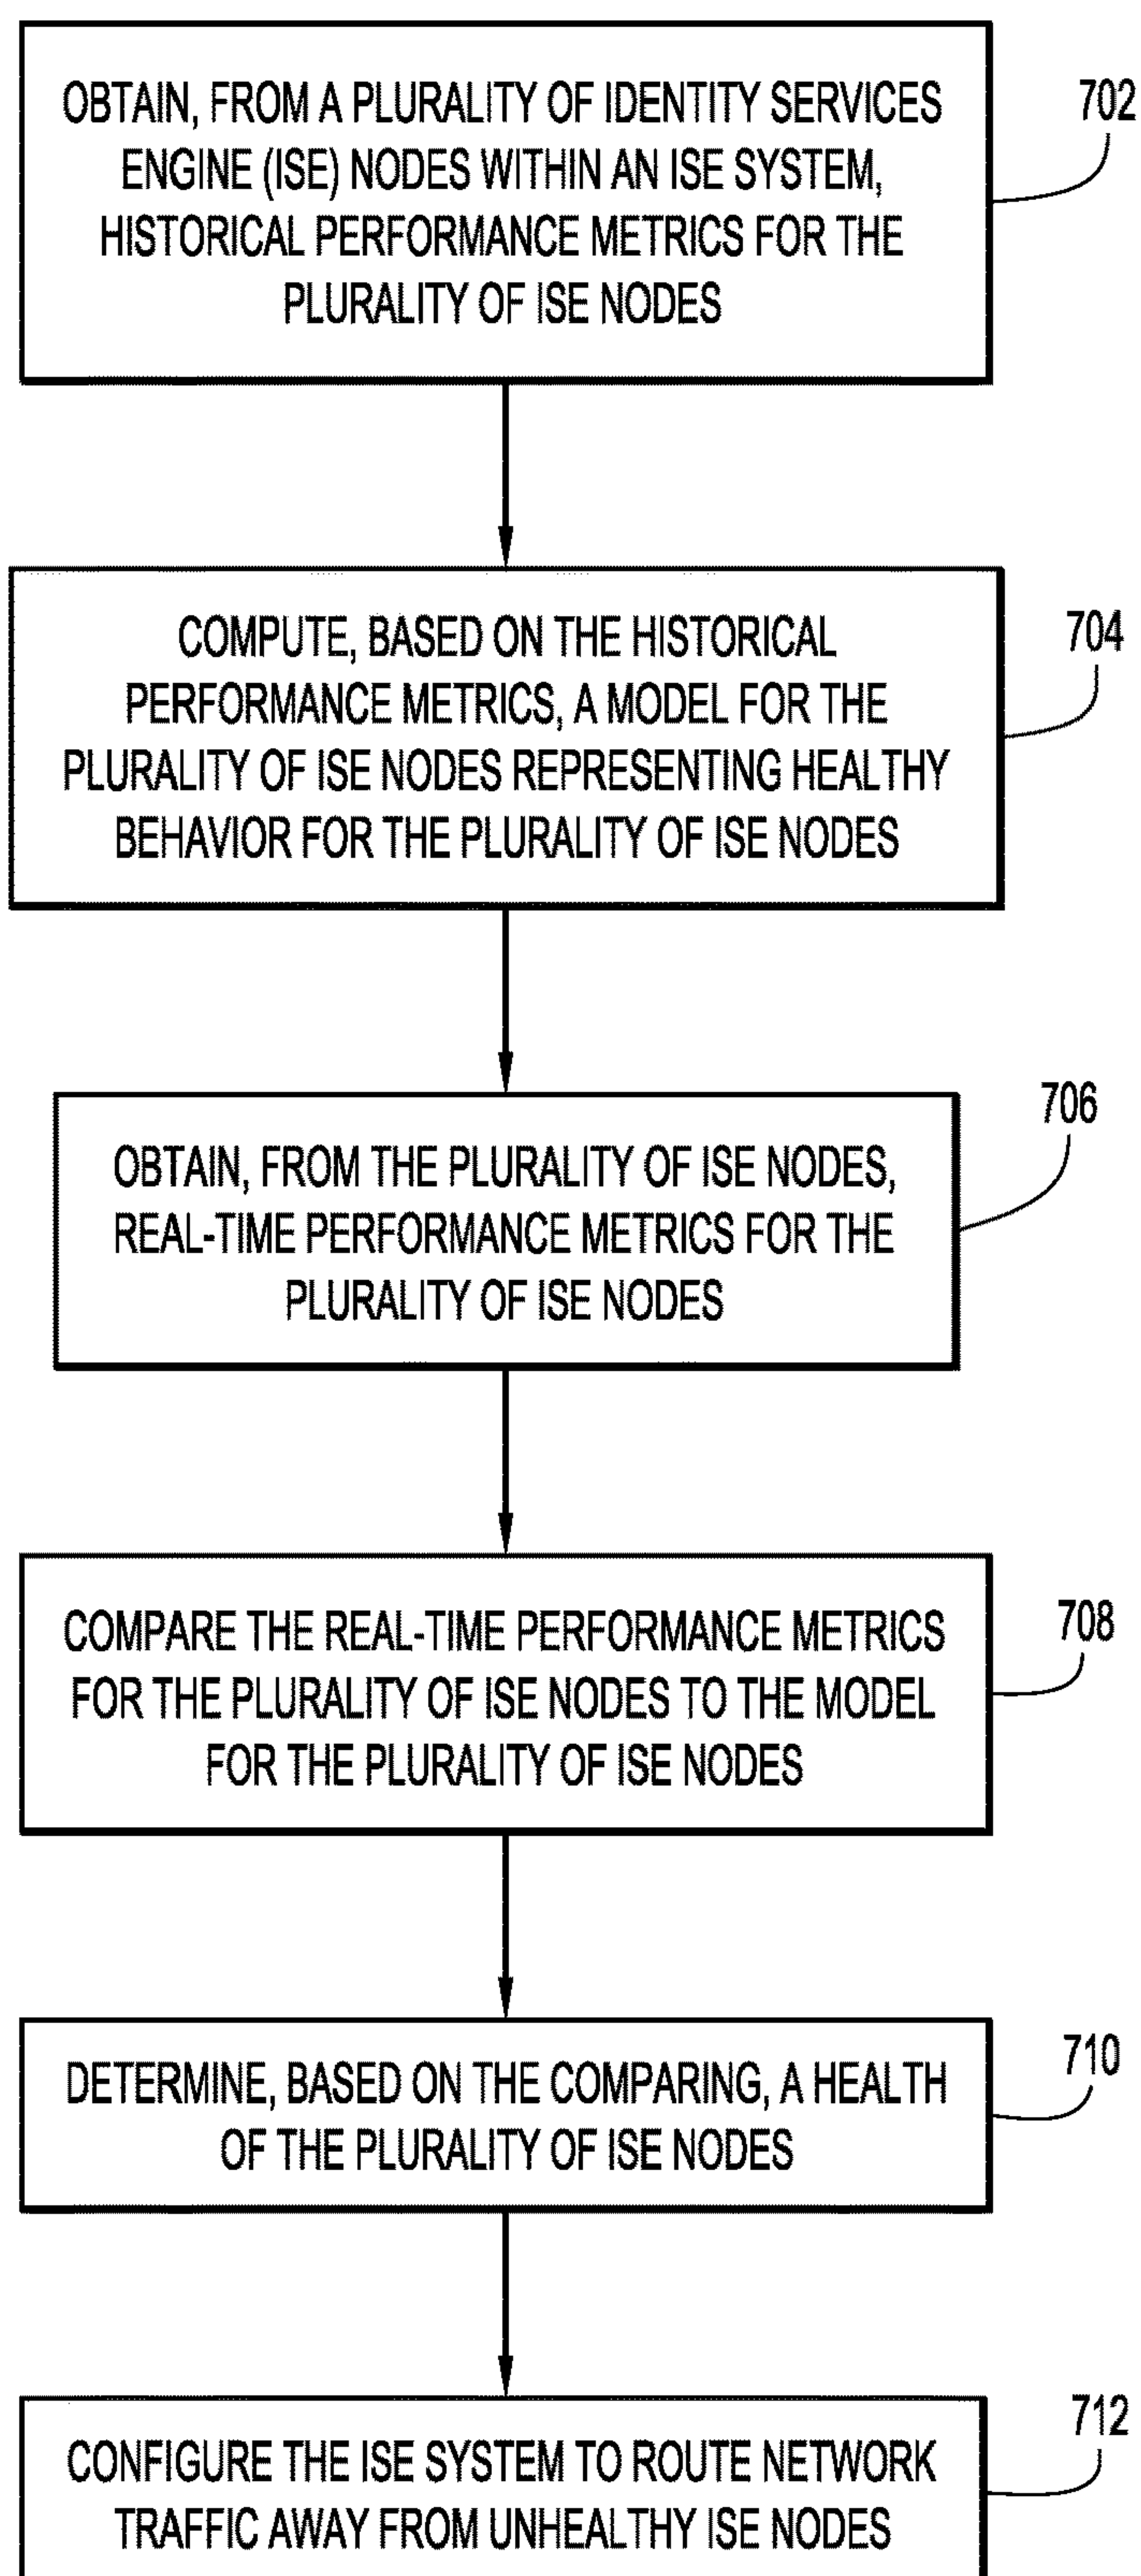 OBTAIN, FROM A PLURALITY OF IDENTITY SERVICES
ENGINE (ISE) NODES WITHIN AN ISE SYSTEM,
HISTORICAL PERFORMANCE METRICS FOR THE
PLURALITY OF ISE NODES
702
COMPUTE, BASED ON THE HISTORICAL
PERFORMANCE METRICS, A MODEL FOR THE
PLURALITY OF ISE NODES REPRESENTING HEALTHY
BEHAVIOR FOR THE PLURALITY OF ISE NODES
704
OBTAIN, FROM THE PLURALITY OF ISE NODES,
REAL-TIME PERFORMANCE METRICS FOR THE
PLURALITY OF ISE NODES
706
COMPARE THE REAL-TIME PERFORMANCE METRICS
FOR THE PLURALITY OF ISE NODES TO THE MODEL
FOR THE PLURALITY OF ISE NODES
708
DETERMINE, BASED ON THE COMPARING, A HEALTH
OF THE PLURALITY OF ISE NODES
710
CONFIGURE THE ISE SYSTEM TO ROUTE NETWORK
TRAFFIC AWAY FROM UNHEALTHY ISE NODES
712